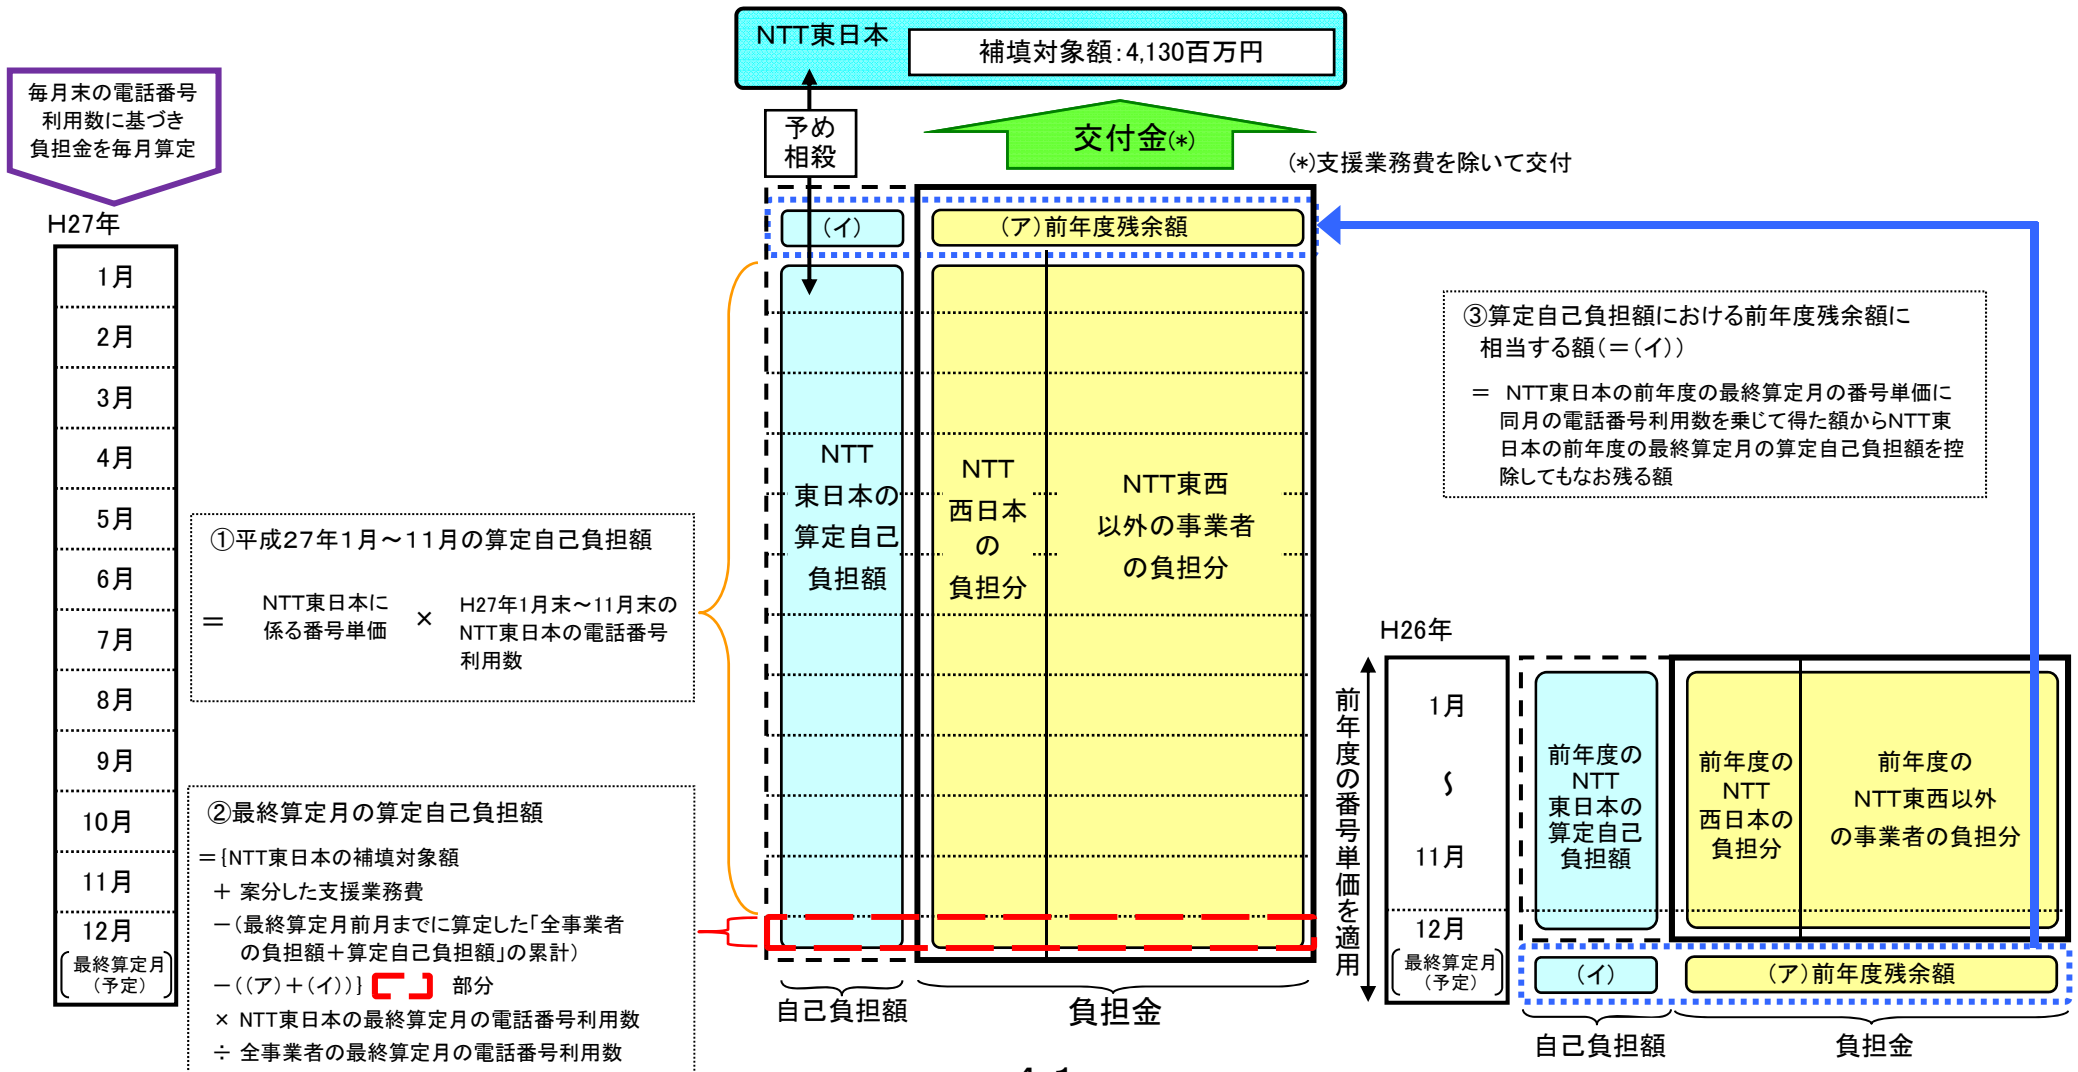 NTT東日本
補填対象額：4,130百万円
毎月末の電話番号
利用数に基づき
負担金を毎月算定
予め
相殺
交付金(*)
(*)支援業務費を除いて交付
H27年
1月
2月
3月
4月
5月
6月
7月
8月
9月
10月
11月
12月
最終算定月
（予定）
（イ）
（ア）前年度残余額
NTT
東日本の
算定自己
負担額
NTT
西日本
の
負担分
NTT東西
以外の事業者
の負担分
自己負担額
負担金
①平成27年1月～11月の算定自己負担額
＝
NTT東日本に
係る番号単価
×
H27年1月末～11月末の
NTT東日本の電話番号
利用数
②最終算定月の算定自己負担額
＝{NTT東日本の補填対象額
＋ 案分した支援業務費
－（最終算定月前月までに算定した「全事業者
の負担額＋算定自己負担額」の累計）
－（（ア）＋（イ））} 部分
× NTT東日本の最終算定月の電話番号利用数
÷ 全事業者の最終算定月の電話番号利用数
③算定自己負担額における前年度残余額に
相当する額（＝（イ））
＝ NTT東日本の前年度の最終算定月の番号単価に
同月の電話番号利用数を乗じて得た額からNTT東
日本の前年度の最終算定月の算定自己負担額を控
除してもなお残る額
H26年
前年度の番号単価を適用
1月
～
11月
12月
最終算定月
（予定）
前年度の
NTT
東日本の
算定自己
負担額
前年度の
NTT
西日本の
負担分
前年度の
NTT東西以外
の事業者の負担分
（イ）
（ア）前年度残余額
自己負担額
負担金